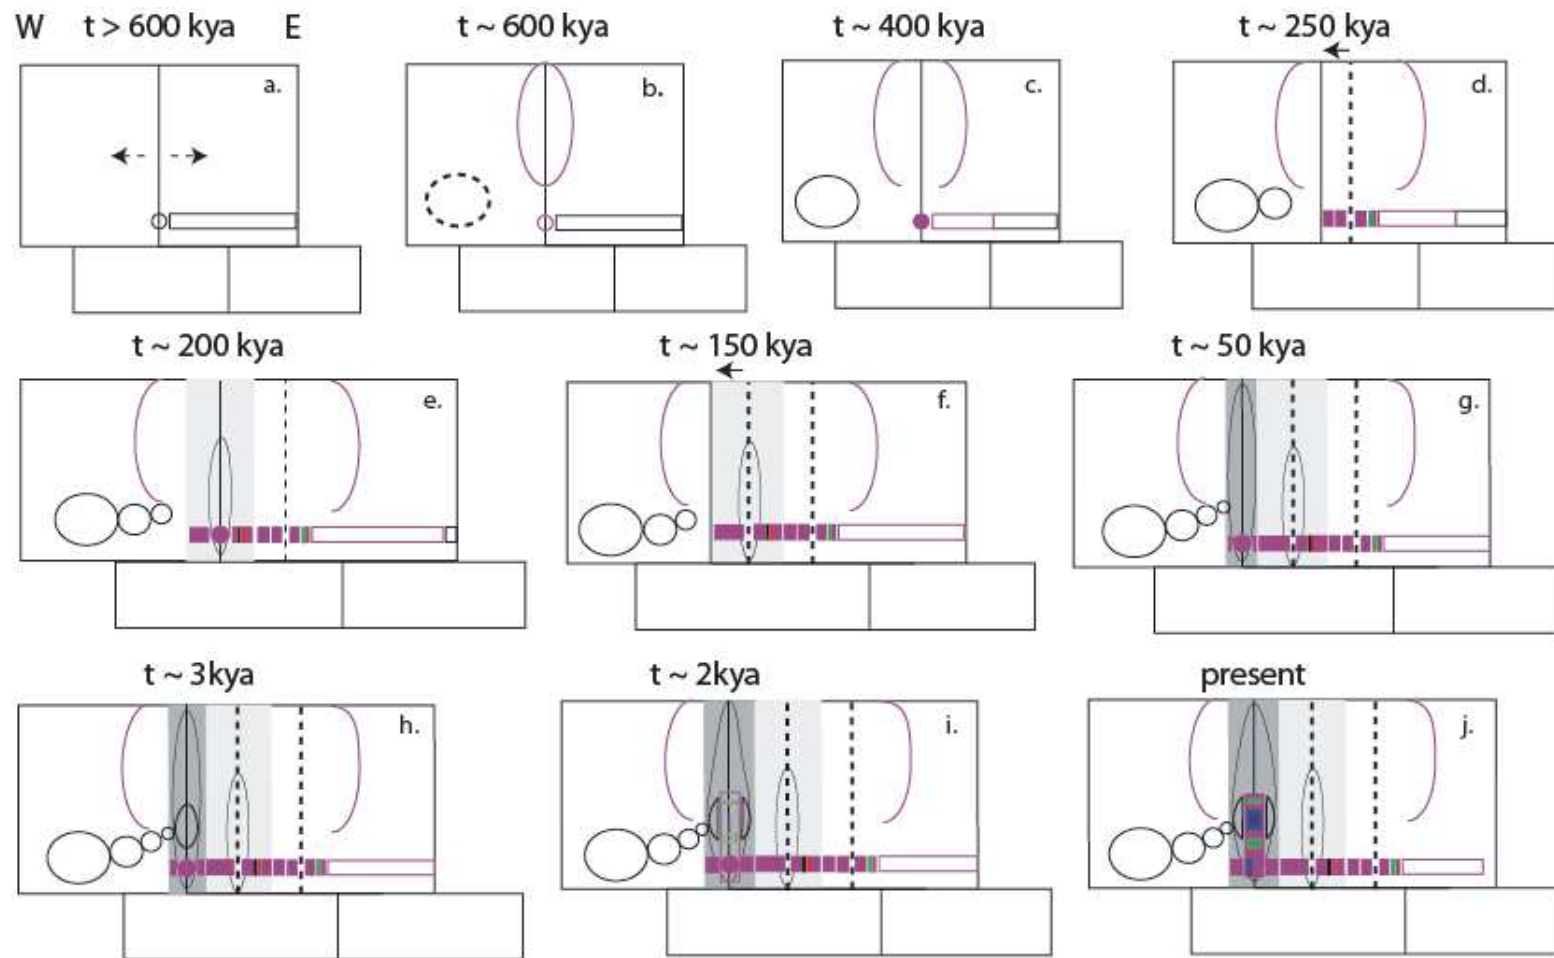 W t > 600 kya E t ~ 600 kya t ~ 400 kya t ~ 250 kya
a. b. c. d.
t ~ 200 kya t ~ 150 kya t ~ 50 kya
e. f. g.
t ~ 3kya t ~ 2kya present
h. i. j.